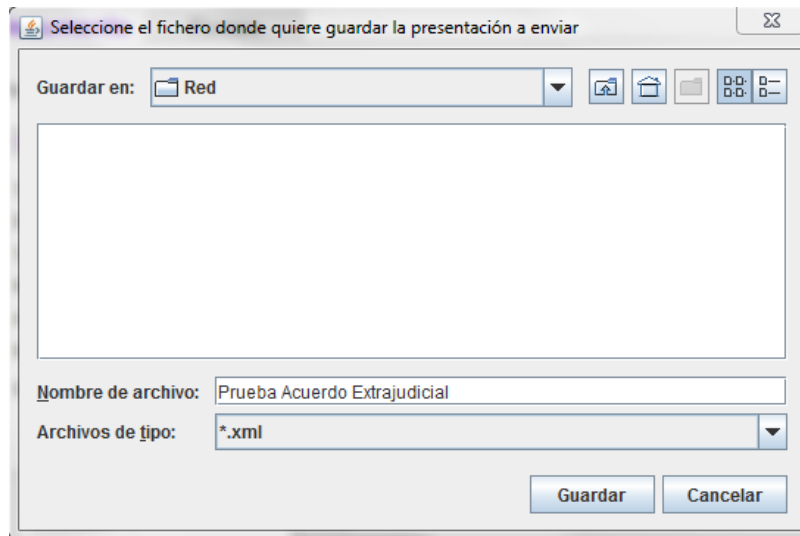 Seleccione el fichero donde quiere guardar la presentación a enviar
Guardar en: Red
Nombre de archivo: Prueba Acuerdo Extrajudicial
Archivos de tipo: *.xml
Guardar Cancelar